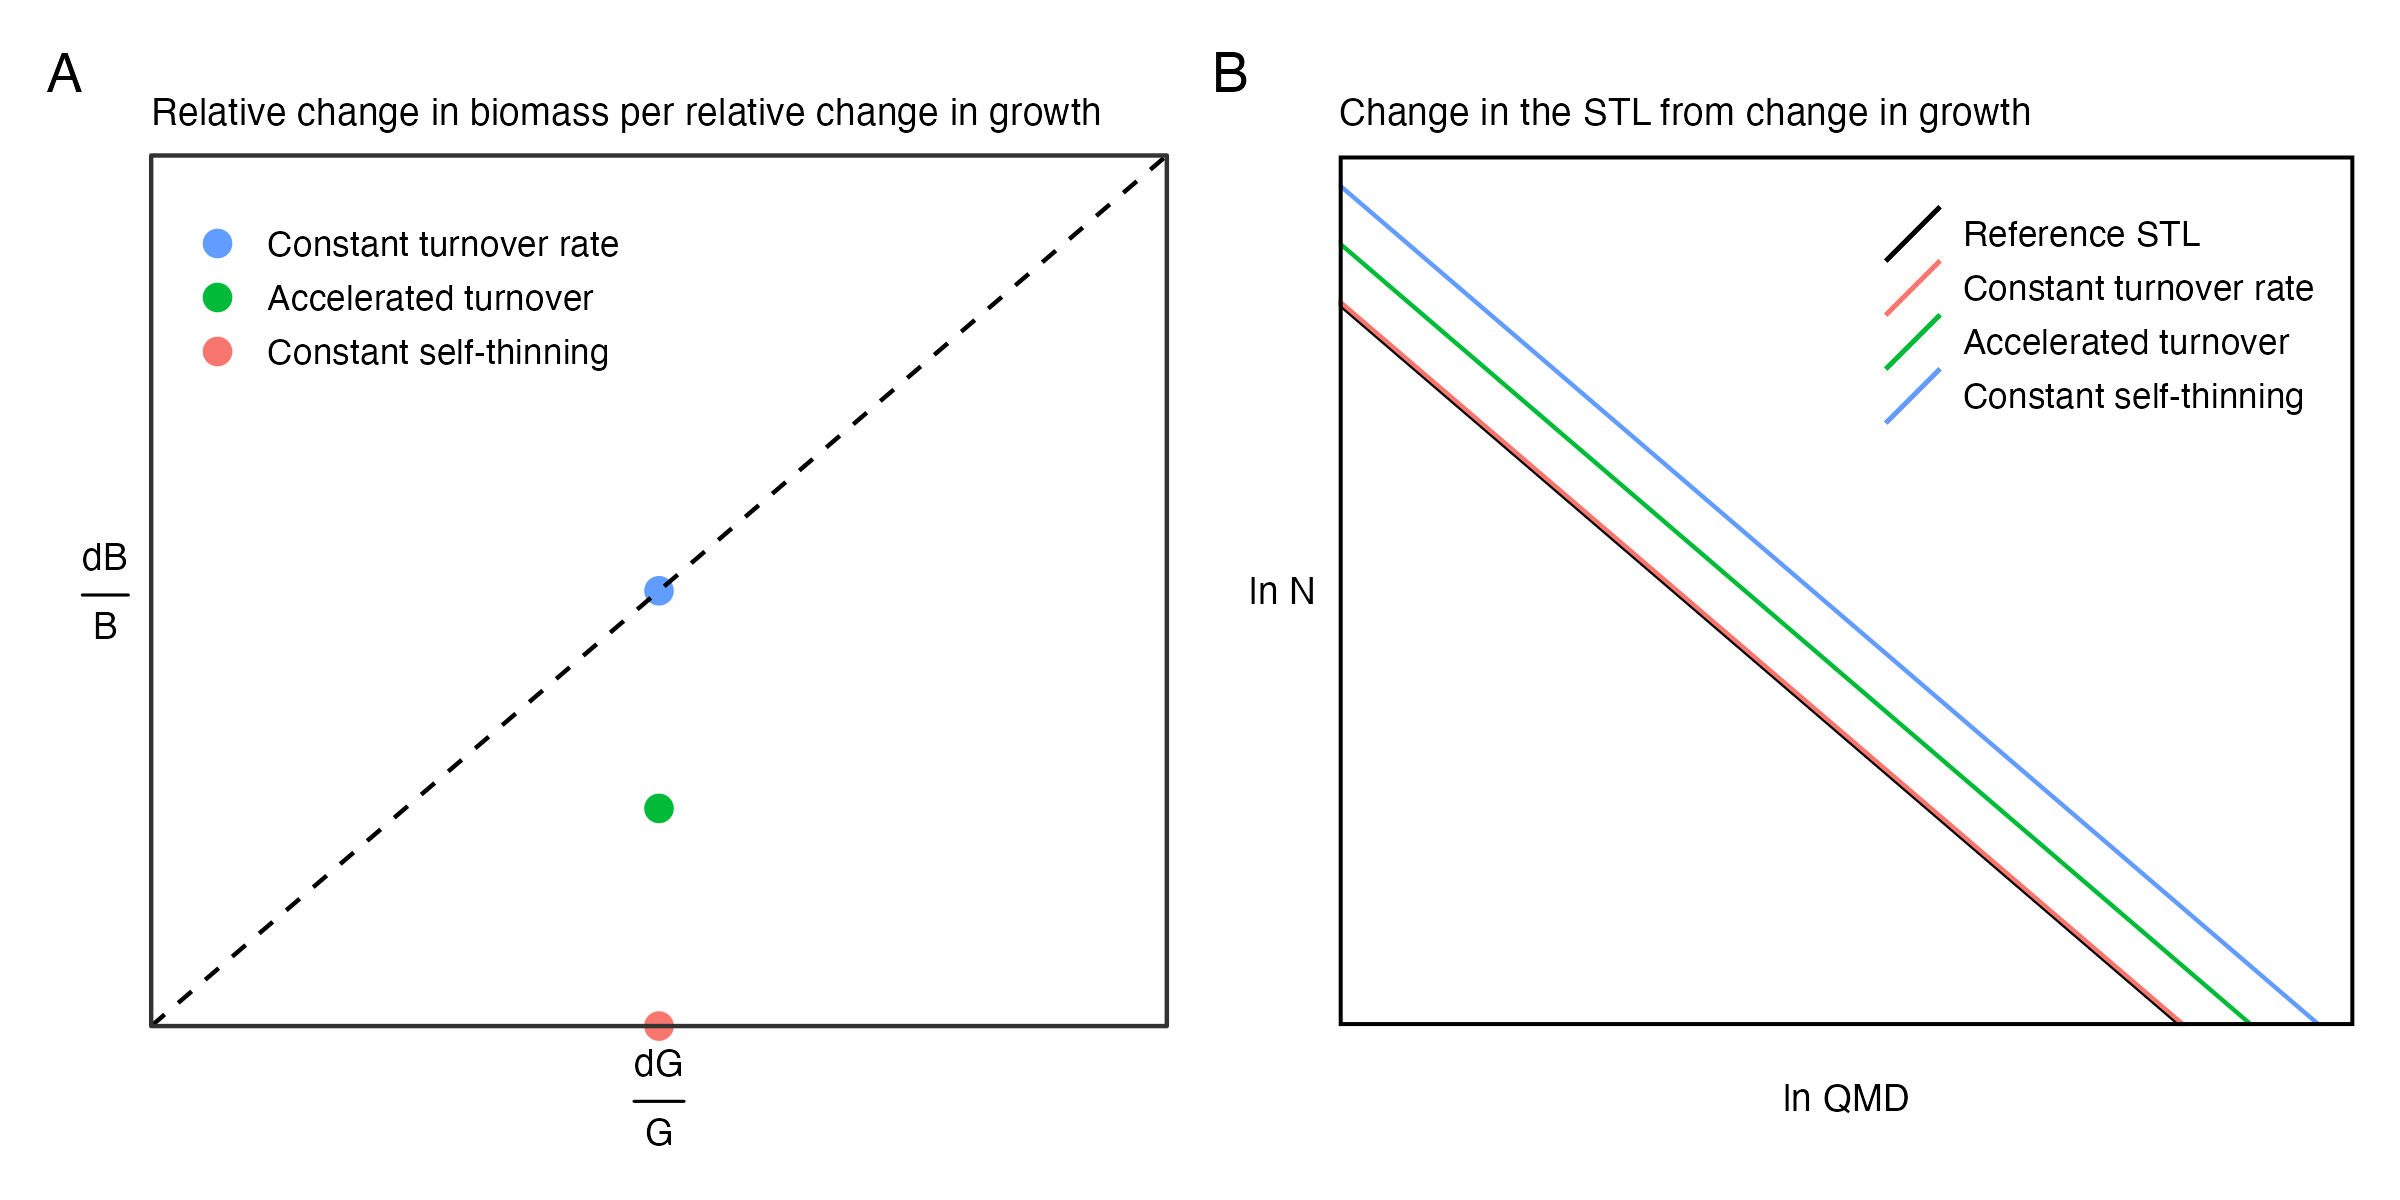 A
Relative change in biomass per relative change in growth
Constant turnover rate
Accelerated turnover
Constant self-thinning
dB
B
dG
G
B
Change in the STL from change in growth
Reference STL
Constant turnover rate
Accelerated turnover
Constant self-thinning
ln N
ln QMD